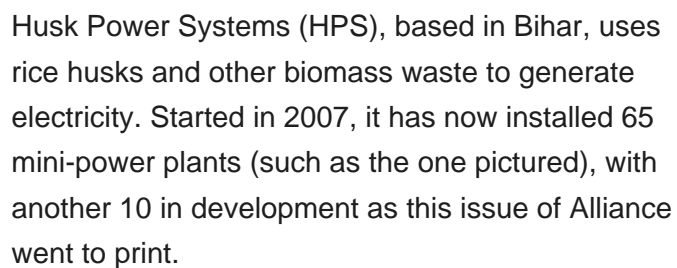 Husk Power Systems (HPS), based in Bihar, uses
rice husks and other biomass waste to generate
electricity. Started in 2007, it has now installed 65
mini-power plants (such as the one pictured), with
another 10 in development as this issue of Alliance
went to print.